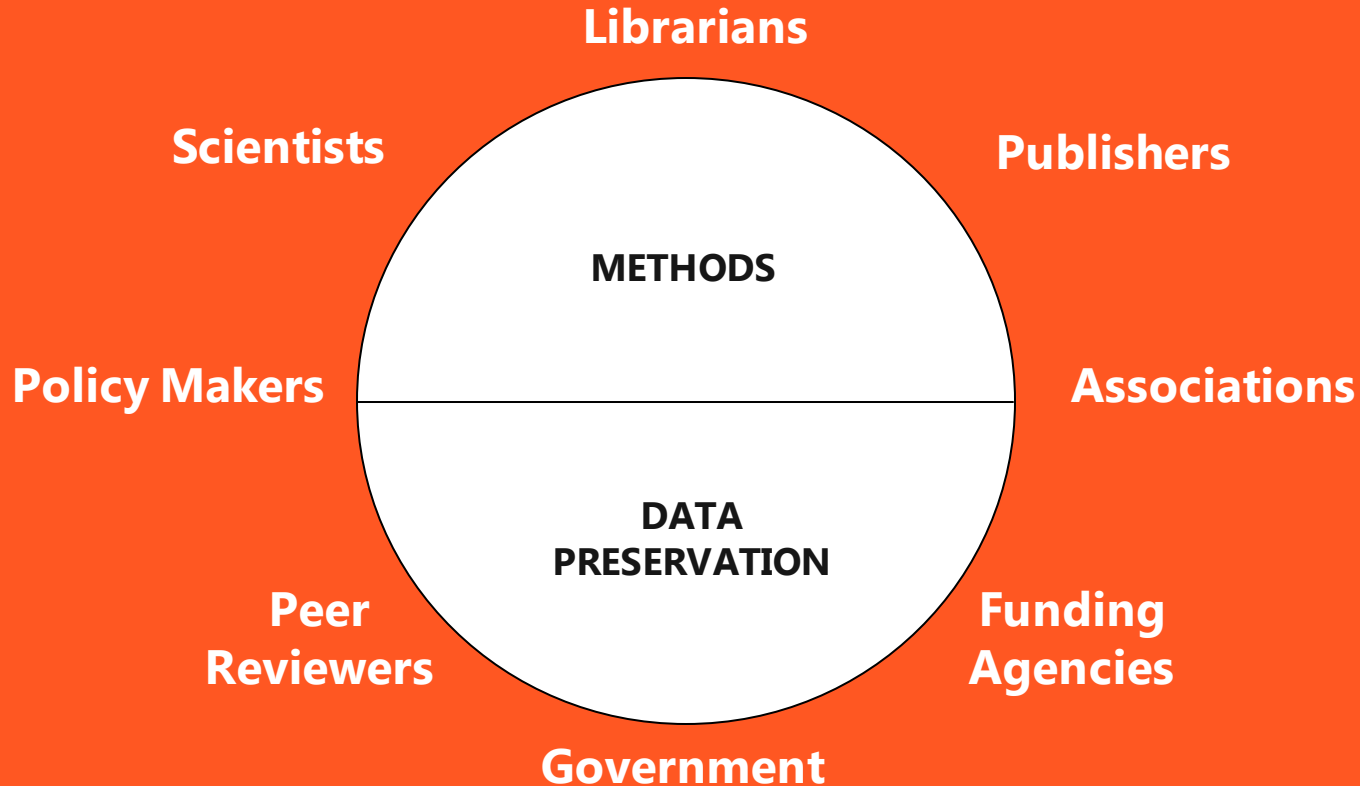 Librarians
Scientists
Publishers
METHODS
Policy Makers
Associations
DATA
PRESERVATION
Peer
Reviewers
Funding
Agencies
Government